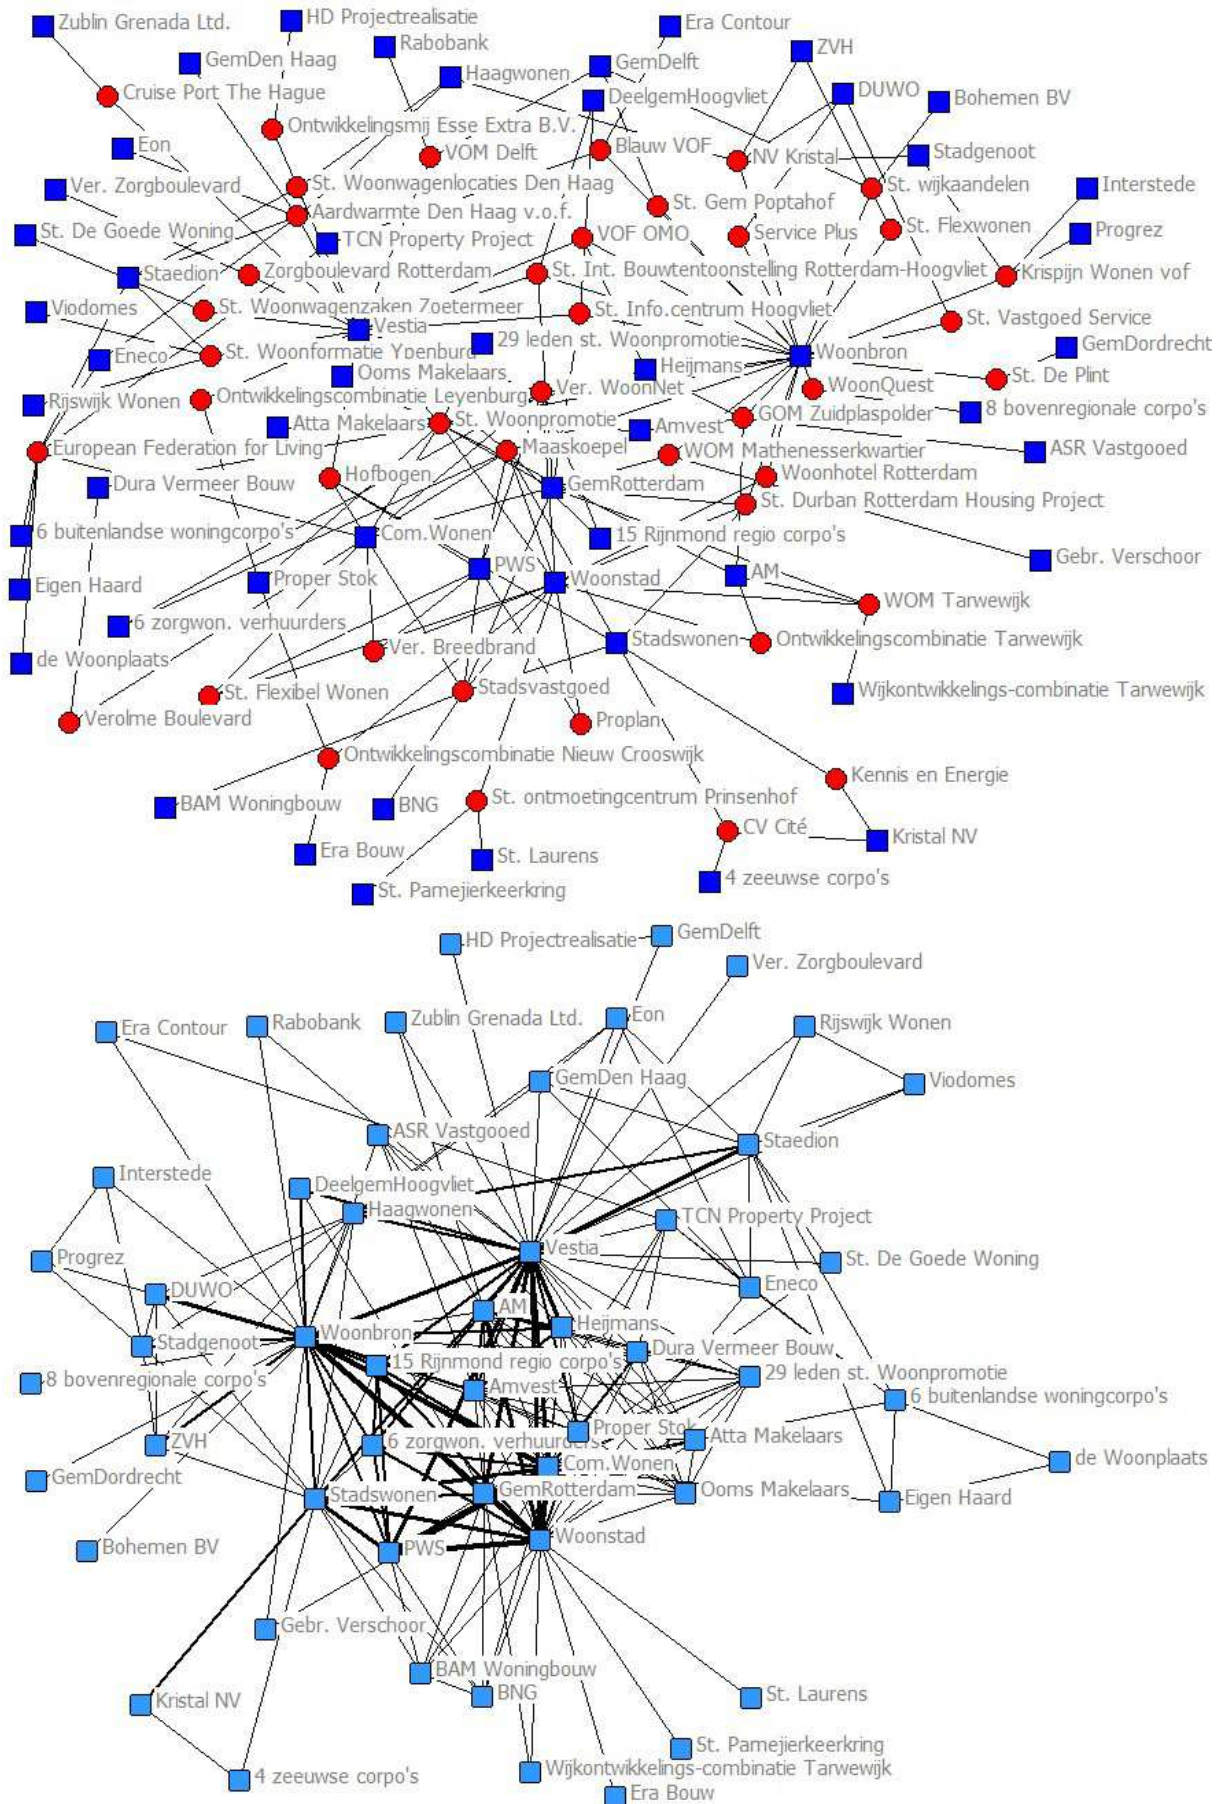 Zublin Grenada Ltd.
HD Projectrealisatie
Era Contour
Rabobank
ZVH
GemDen Haag
Haagwonen
GemDelft
Cruise Port The Hague
DeelgemHoogvliet
DUWO
Bohemen BV
Ontwikkelingsmij Esse Extra B.V.
Eon
VOM Delft
Blauw VOF
NV Kristal
Stadgenoot
Ver. Zorgboulevard
St. Woonwagenlocaties Den Haag
St. wijkaandelen
Interstede
Aardwarmte Den Haag v.o.f.
St. Gem Poptahof
St. De Goede Woning
TCN Property Project
VOF OMO
Service Plus
St. Flexwonen
Progrez
Staedion
Zorgboulevard Rotterdam
St. Int. Bouwtentoonstelling Rotterdam-Hoogvliet
Krispijn Wonen vof
Viodomes
St. Woonwagenzaken Zoetermeer
St. Info.centrum Hoogvliet
St. Vastgoed Service
Vestia
29 leden st. Woonpromotie
GemDordrecht
Eneco
St. Woonformatie Ypenburg
Woonbron
Ooms Makelaars
Heijmans
St. De Plint
Rijswijk Wonen
Ontwikkelingscombinatie Leyenburg
Ver. WoonNet
WoonQuest
8 bovenregionale corpo's
Atta Makelaars
St. Woonpromotie
Amvest
GOM Zuidplaspolder
European Federation for Living
Maaskoepel
WOM Mathenesserkwartier
ASR Vastgoed
Dura Vermeer Bouw
Hofbogen
GemRotterdam
Woonhotel Rotterdam
St. Durban Rotterdam Housing Project
6 buitenlandse woningcorpo's
Com.Wonen
15 Rijnmond regio corpo's
Gebr. Verschoor
Eigen Haard
Proper Stok
PWS
Woonstad
AM
WOM Tarwewijk
6 zorgwon. verhuurders
Ver. Breedbrand
Stadswonen
Ontwikkelingscombinatie Tarwewijk
de Woonplaats
St. Flexibel Wonen
Stadsvastgoed
Wijkontwikkelings-combinatie Tarwewijk
Verolme Boulevard
Proplan
Ontwikkelingscombinatie Nieuw Crooswijk
Kennis en Energie
BAM Woningbouw
BNG
St. ontmoetingcentrum Prinsenhof
CV Cité
Kristal NV
Era Bouw
St. Laurens
St. Pamejierkeerkring
4 zeeuwse corpo's
HD Projectrealisatie
GemDelft
Ver. Zorgboulevard
Era Contour
Rabobank
Zublin Grenada Ltd.
Eon
Rijswijk Wonen
GemDen Haag
Viodomes
ASR Vastgooed
Staedion
Interstede
DeelgemHoogvliet
Haagwonen
TCN Property Project
Progrez
Vestia
St. De Goede Woning
DUWO
Eneco
AM
Stadgenoot
Woonbron
Heijmans
15 Rijnmond regio corpo's
Dura Vermeer Bouw
8 bovenregionale corpo's
Amvest
29 leden st. Woonpromotie
6 buitenlandse woningcorpo's
ZVH
6 zorgwon. verhuurders
Proper Stok
Atta Makelaars
GemDordrecht
Com.Wonen
de Woonplaats
Stadswonen
GemRotterdam
Ooms Makelaars
Eigen Haard
Bohemen BV
PWS
Woonstad
Gebr. Verschoor
BAM Woningbouw
Kristal NV
BNG
St. Laurens
St. Pamejierkeerkring
4 zeeuwse corpo's
Wijkontwikkelings-combinatie Tarwewijk
Era Bouw